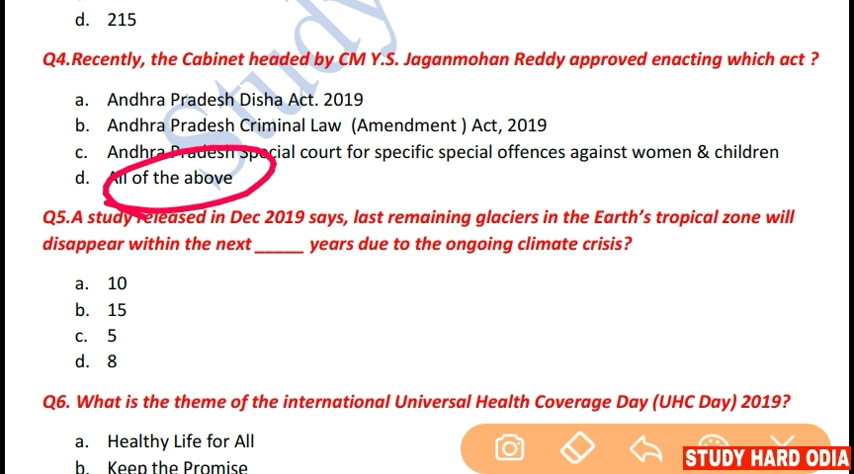 d. 215
Q4.Recently, the Cabinet headed by CM Y.S. Jaganmohan Reddy approved enacting which act ?
a. Andhra Pradesh Disha Act. 2019
b. Andhra Pradesh Criminal Law (Amendment ) Act, 2019
c. Andhra Pradesh Special court for specific special offences against women & children
d. All of the above
Q5.A study released in Dec 2019 says, last remaining glaciers in the Earth's tropical zone will
disappear within the next _____ years due to the ongoing climate crisis?
a. 10
b. 15
c. 5
d. 8
Q6. What is the theme of the international Universal Health Coverage Day (UHC Day) 2019?
a. Healthy Life for All
b. Keep the Promise
Study
STUDY HARD ODIA